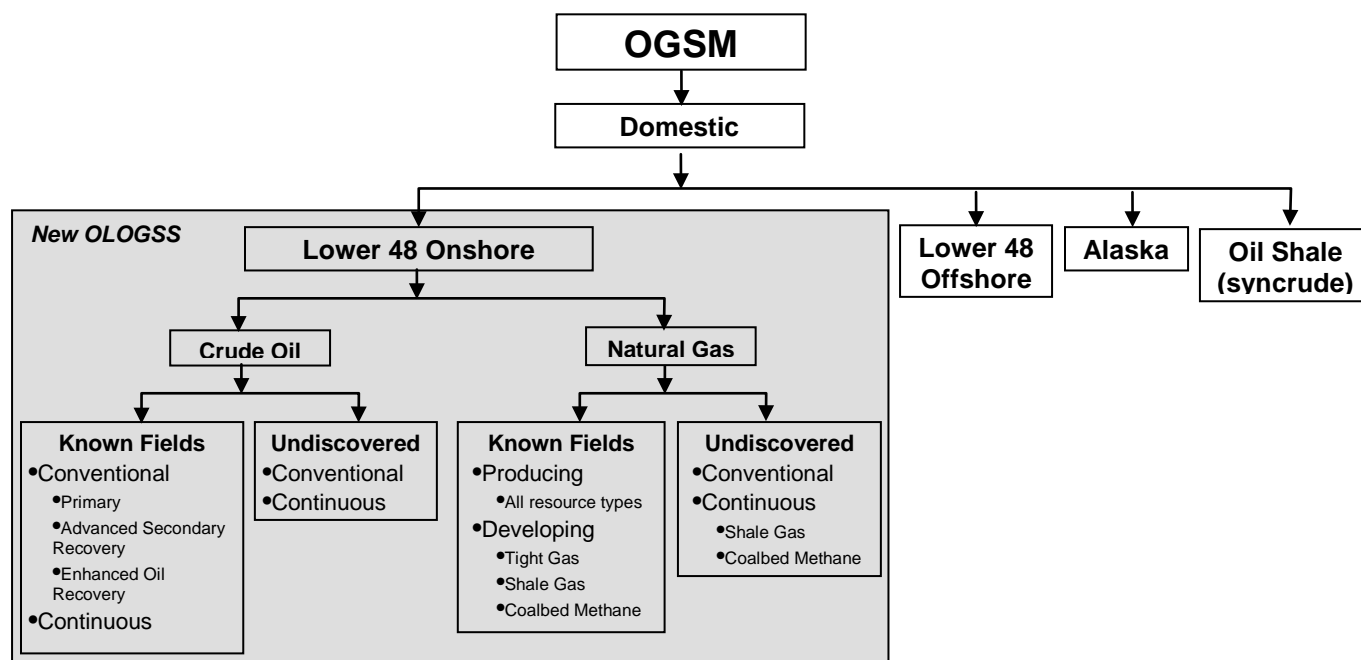 OGSM
Domestic
New OLOGSS
Lower 48 Onshore
Lower 48
Offshore
Alaska
Oil Shale
(syncrude)
Crude Oil
Natural Gas
Known Fields
•Conventional
•Primary
•Advanced Secondary
Recovery
•Enhanced Oil
Recovery
•Continuous
Undiscovered
•Conventional
•Continuous
Known Fields
•Producing
•All resource types
•Developing
•Tight Gas
•Shale Gas
•Coalbed Methane
Undiscovered
•Conventional
•Continuous
•Shale Gas
•Coalbed Methane